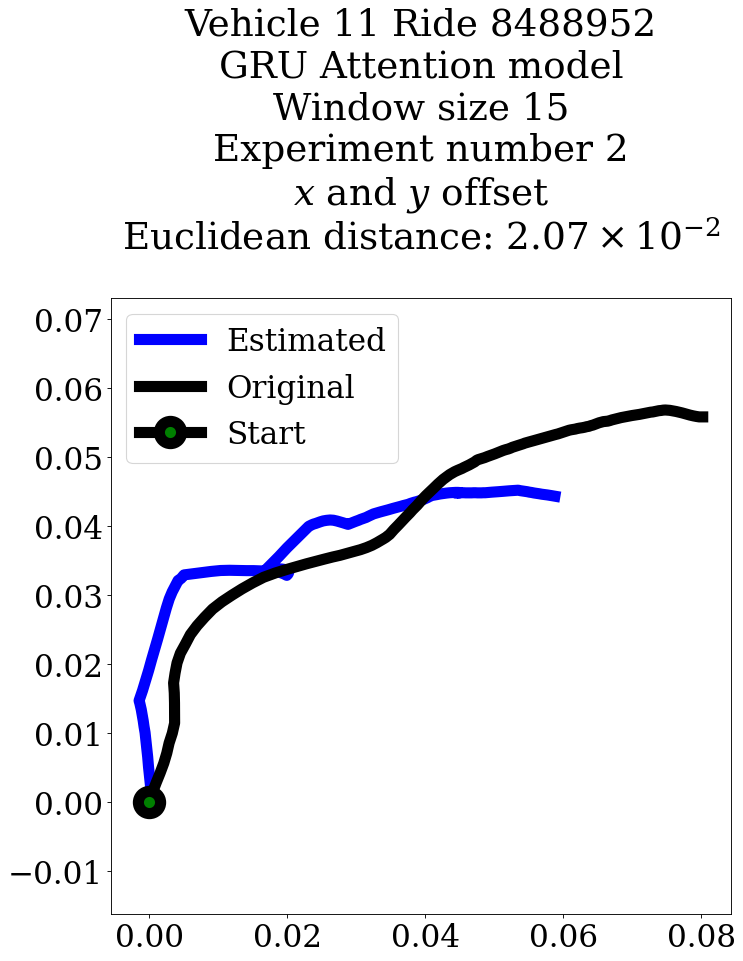 Vehicle 11 Ride 8488952
GRU Attention model
Window size 15
Experiment number 2
x and y offset
Euclidean distance: 2.07 × 10⁻²
0.07
0.06
0.05
0.04
0.03
0.02
0.01
0.00
−0.01
Estimated
Original
Start
0.00 0.02 0.04 0.06 0.08